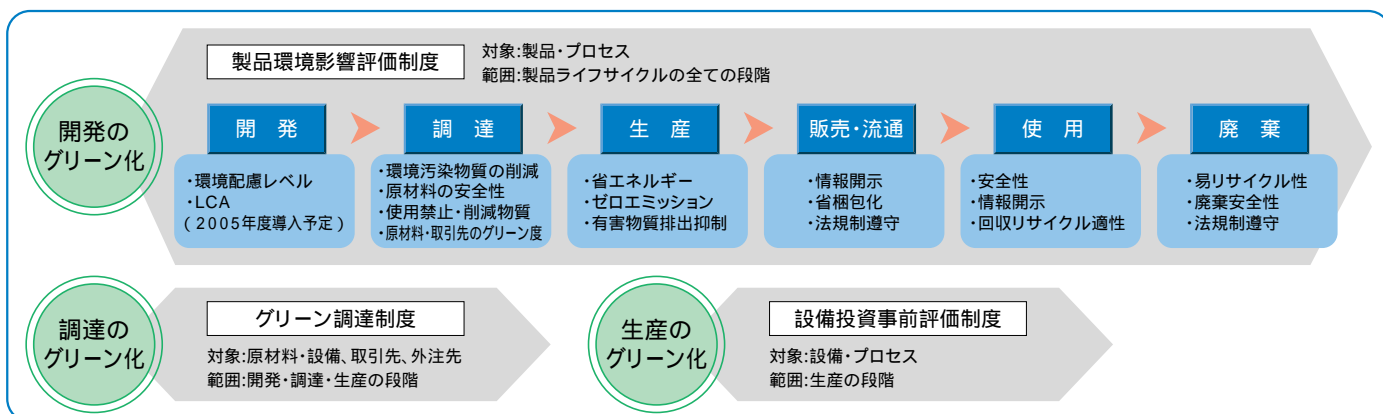 製品環境影響評価制度
対象:製品・プロセス
範囲:製品ライフサイクルの全ての段階
開発の
グリーン化
開 発
・環境配慮レベル
・LCA
(2005年度導入予定)
調 達
・環境汚染物質の削減
・原材料の安全性
・使用禁止・削減物質
・原材料・取引先のグリーン度
生 産
・省エネルギー
・ゼロエミッション
・有害物質排出抑制
販売・流通
・情報開示
・省梱包化
・法規制遵守
使 用
・安全性
・情報開示
・回収リサイクル適性
廃 棄
・易リサイクル性
・廃棄安全性
・法規制遵守
調達の
グリーン化
グリーン調達制度
対象:原材料・設備、取引先、外注先
範囲:開発・調達・生産の段階
生産の
グリーン化
設備投資事前評価制度
対象:設備・プロセス
範囲:生産の段階